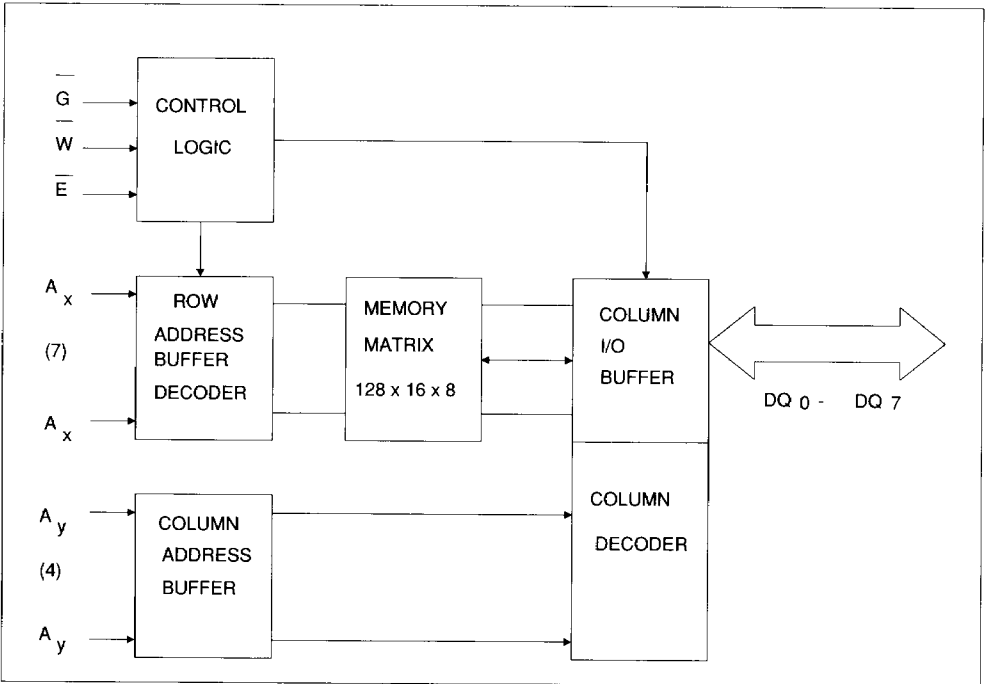 G̅
W̅
E̅
CONTROL
LOGIC
A x
(7)
A x
ROW
ADDRESS
BUFFER
DECODER
MEMORY
MATRIX
128 x 16 x 8
COLUMN
I/O
BUFFER
DQ 0 - DQ 7
A y
(4)
A y
COLUMN
ADDRESS
BUFFER
COLUMN
DECODER